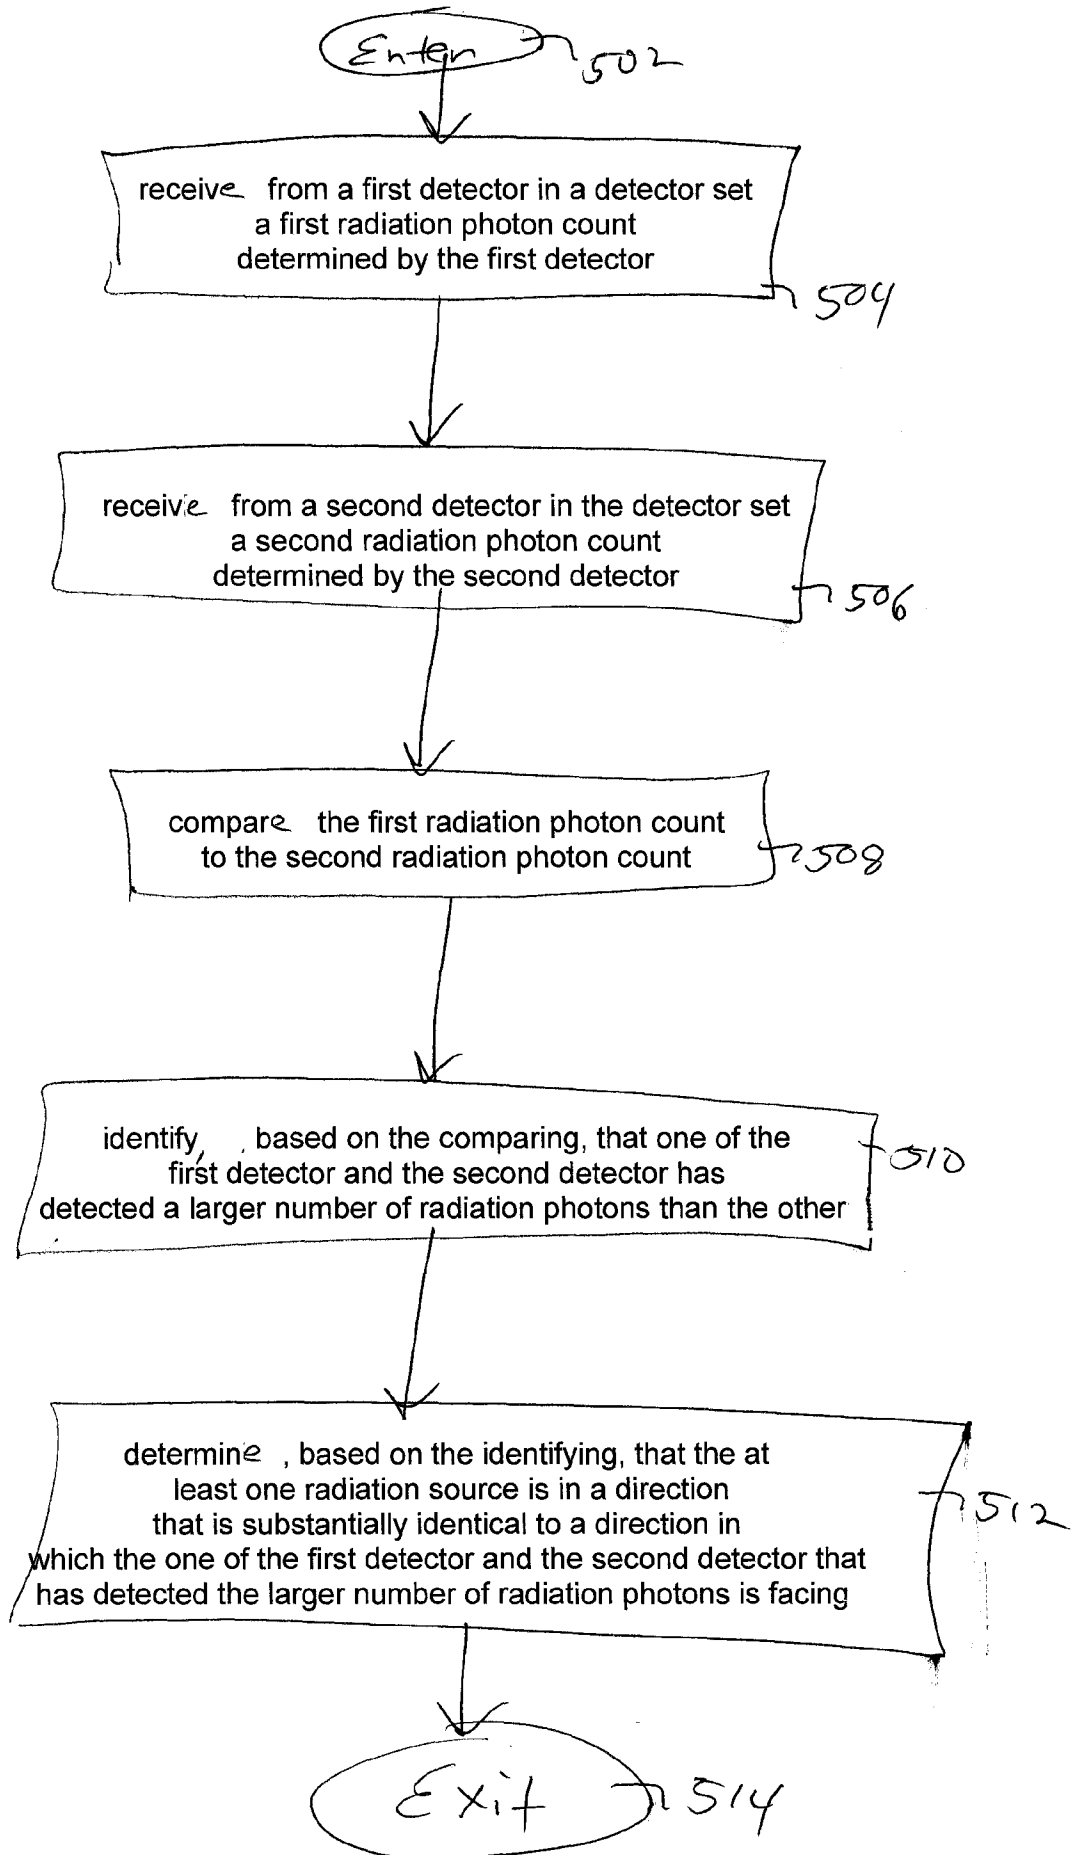 Enter
502
receive from a first detector in a detector set
a first radiation photon count
determined by the first detector
504
receive from a second detector in the detector set
a second radiation photon count
determined by the second detector
506
compare the first radiation photon count
to the second radiation photon count
508
identify, , based on the comparing, that one of the
first detector and the second detector has
detected a larger number of radiation photons than the other
510
determine , based on the identifying, that the at
least one radiation source is in a direction
that is substantially identical to a direction in
which the one of the first detector and the second detector that
has detected the larger number of radiation photons is facing
512
Exit
514